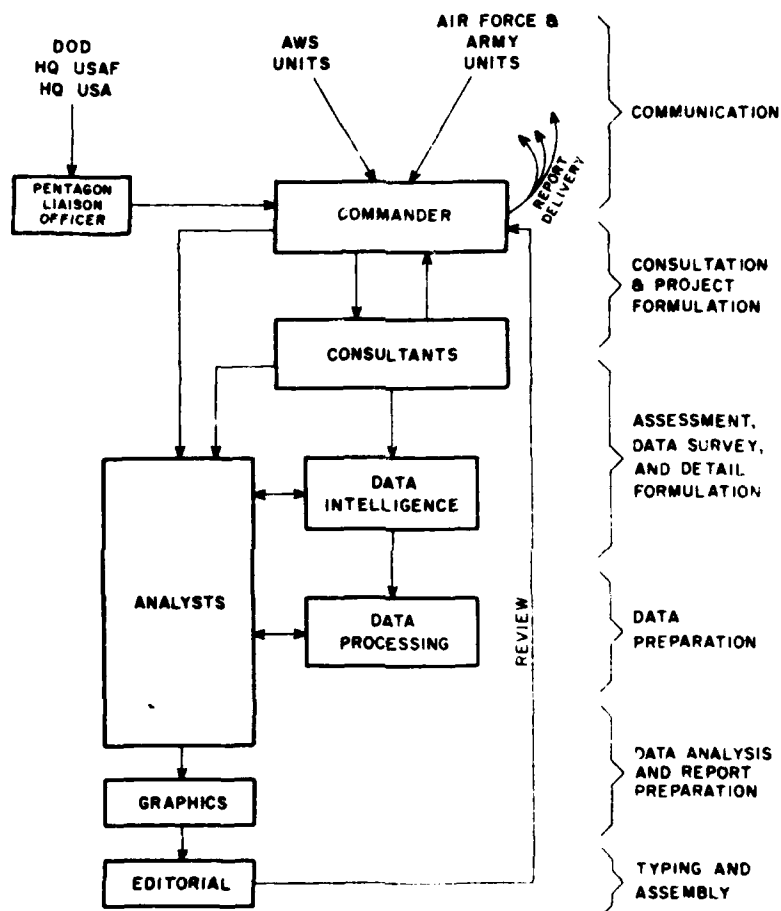 DOD
HQ USAF
HQ USA
AWS
UNITS
AIR FORCE &
ARMY
UNITS
COMMUNICATION
PENTAGON
LIAISON
OFFICER
COMMANDER
REPORT
DELIVERY
CONSULTATION
& PROJECT
FORMULATION
CONSULTANTS
ASSESSMENT,
DATA SURVEY,
AND DETAIL
FORMULATION
DATA
INTELLIGENCE
ANALYSTS
DATA
PROCESSING
REVIEW
DATA
PREPARATION
DATA ANALYSIS
AND REPORT
PREPARATION
GRAPHICS
EDITORIAL
TYPING AND
ASSEMBLY